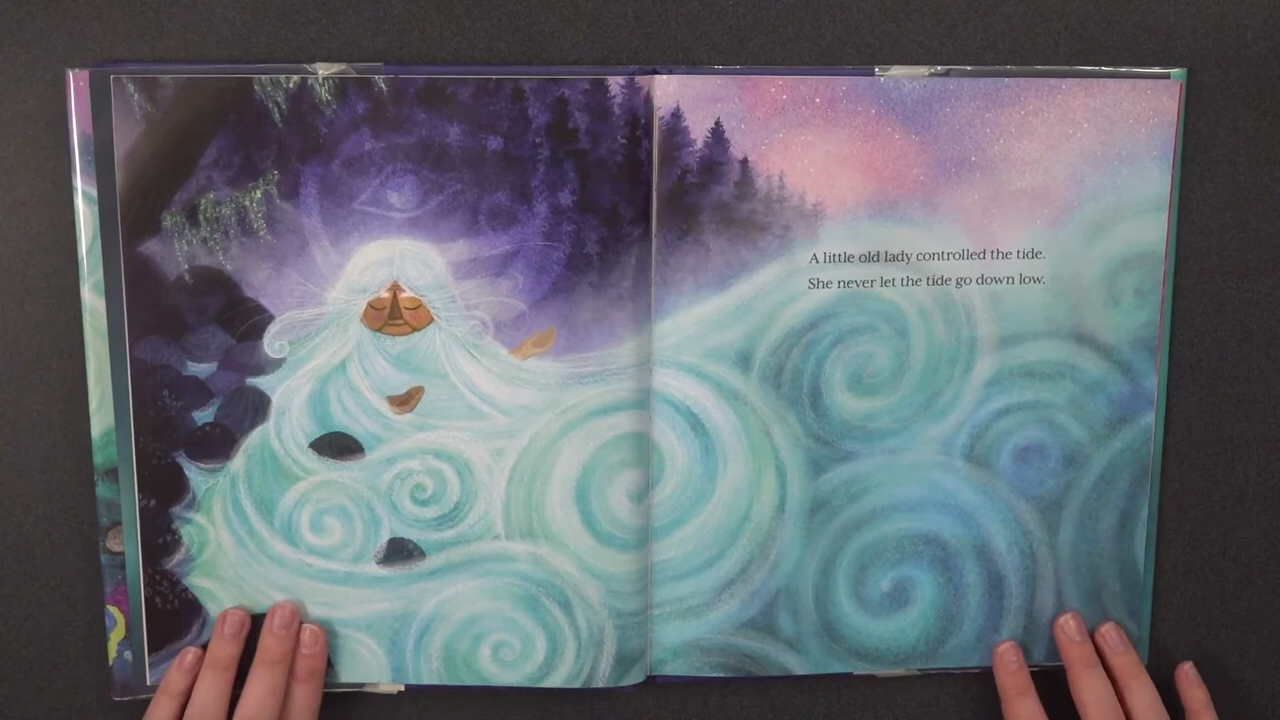 A little old lady controlled the tide.
She never let the tide go down low.